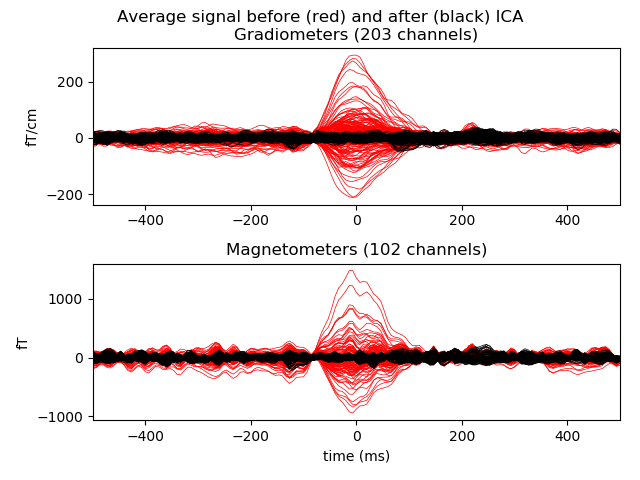 Average signal before (red) and after (black) ICA
Gradiometers (203 channels)
200
0
−200
fT/cm
−400 −200 0 200 400
Magnetometers (102 channels)
1000
0
−1000
fT
−400 −200 0 200 400
time (ms)